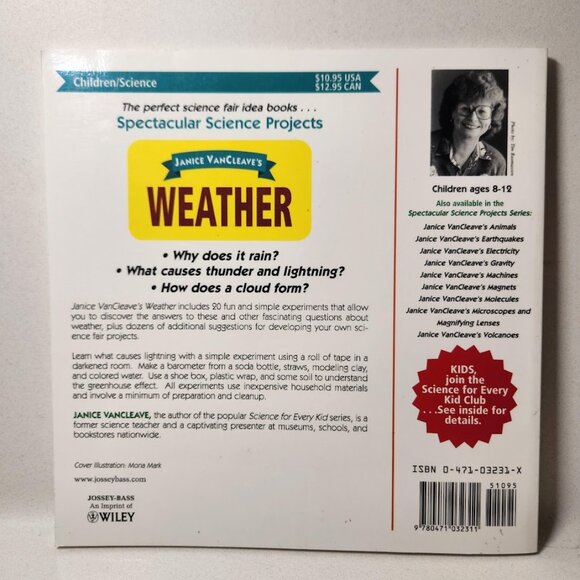 Children/Science
$10.95 USA
$12.95 CAN
The perfect science fair idea books . . .
Spectacular Science Projects
JANICE VANCLEAVE'S
WEATHER
• Why does it rain?
• What causes thunder and lightning?
• How does a cloud form?
Janice VanCleave's Weather includes 20 fun and simple experiments that allow
you to discover the answers to these and other fascinating questions about
weather, plus dozens of additional suggestions for developing your own sci-
ence fair projects.
Learn what causes lightning with a simple experiment using a roll of tape in a
darkened room. Make a barometer from a soda bottle, straws, modeling clay,
and colored water. Use a shoe box, plastic wrap, and some soil to understand
the greenhouse effect. All experiments use inexpensive household materials
and involve a minimum of preparation and cleanup.
JANICE VANCLEAVE, the author of the popular Science for Every Kid series, is a
former science teacher and a captivating presenter at museums, schools, and
bookstores nationwide.
Cover Illustration: Mona Mark
www.josseybass.com
JOSSEY-BASS
An Imprint of
WILEY
Photo by: Tim Rasmussen
Children ages 8-12
Also available in the
Spectacular Science Projects Series:
Janice VanCleave's Animals
Janice VanCleave's Earthquakes
Janice VanCleave's Electricity
Janice VanCleave's Gravity
Janice VanCleave's Machines
Janice VanCleave's Magnets
Janice VanCleave's Molecules
Janice VanCleave's Microscopes and
Magnifying Lenses
Janice VanCleave's Volcanoes
KIDS,
join the
Science for Every
Kid Club
. . .See inside for
details.
ISBN 0-471-03231-X
51095
9 780471 032311